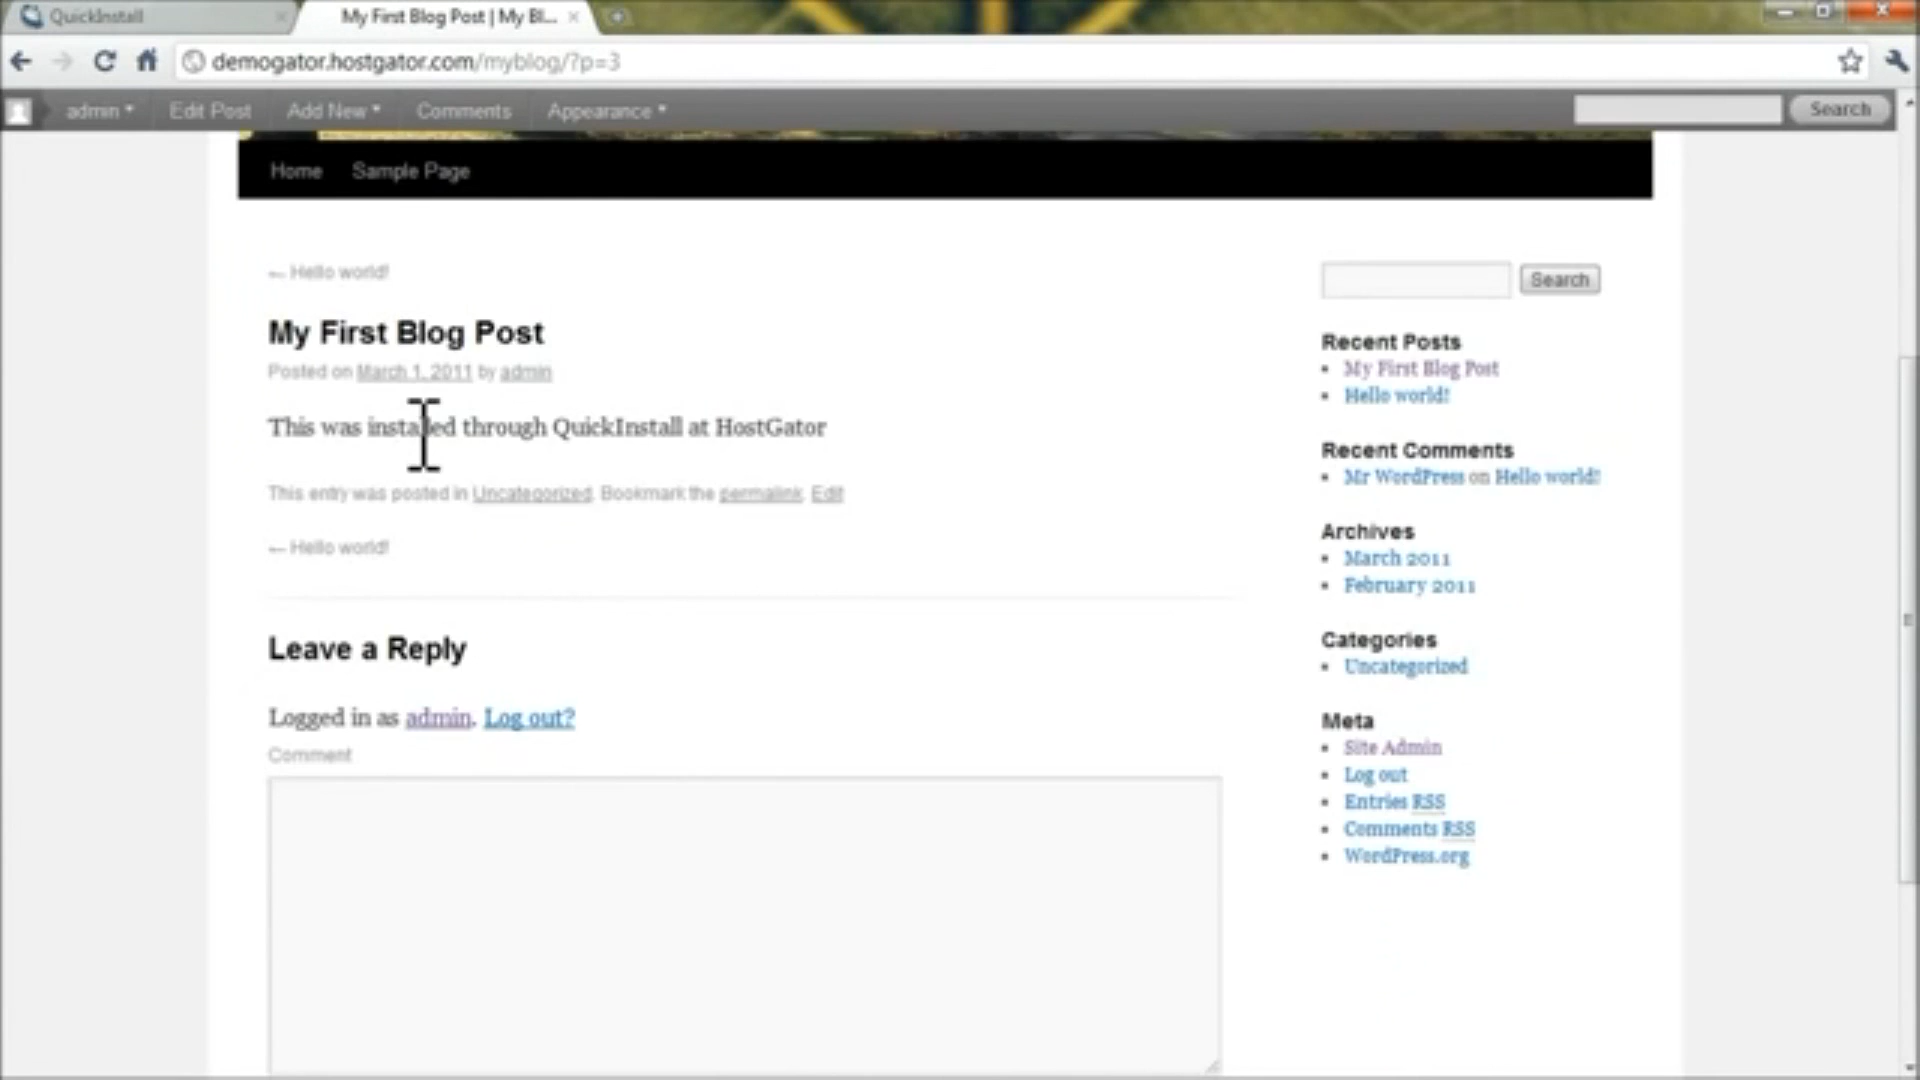 QuickInstall
My First Blog Post | My Bl...
demogator.hostgator.com/myblog/?p=3
admin Edit Post Add New Comments Appearance Search
Home Sample Page
← Hello world!
My First Blog Post
Posted on March 1, 2011 by admin
This was installed through QuickInstall at HostGator
This entry was posted in Uncategorized. Bookmark the permalink. Edit
← Hello world!
Leave a Reply
Logged in as admin. Log out?
Comment
Search
Recent Posts
My First Blog Post
Hello world!
Recent Comments
Mr WordPress on Hello world!
Archives
March 2011
February 2011
Categories
Uncategorized
Meta
Site Admin
Log out
Entries RSS
Comments RSS
WordPress.org